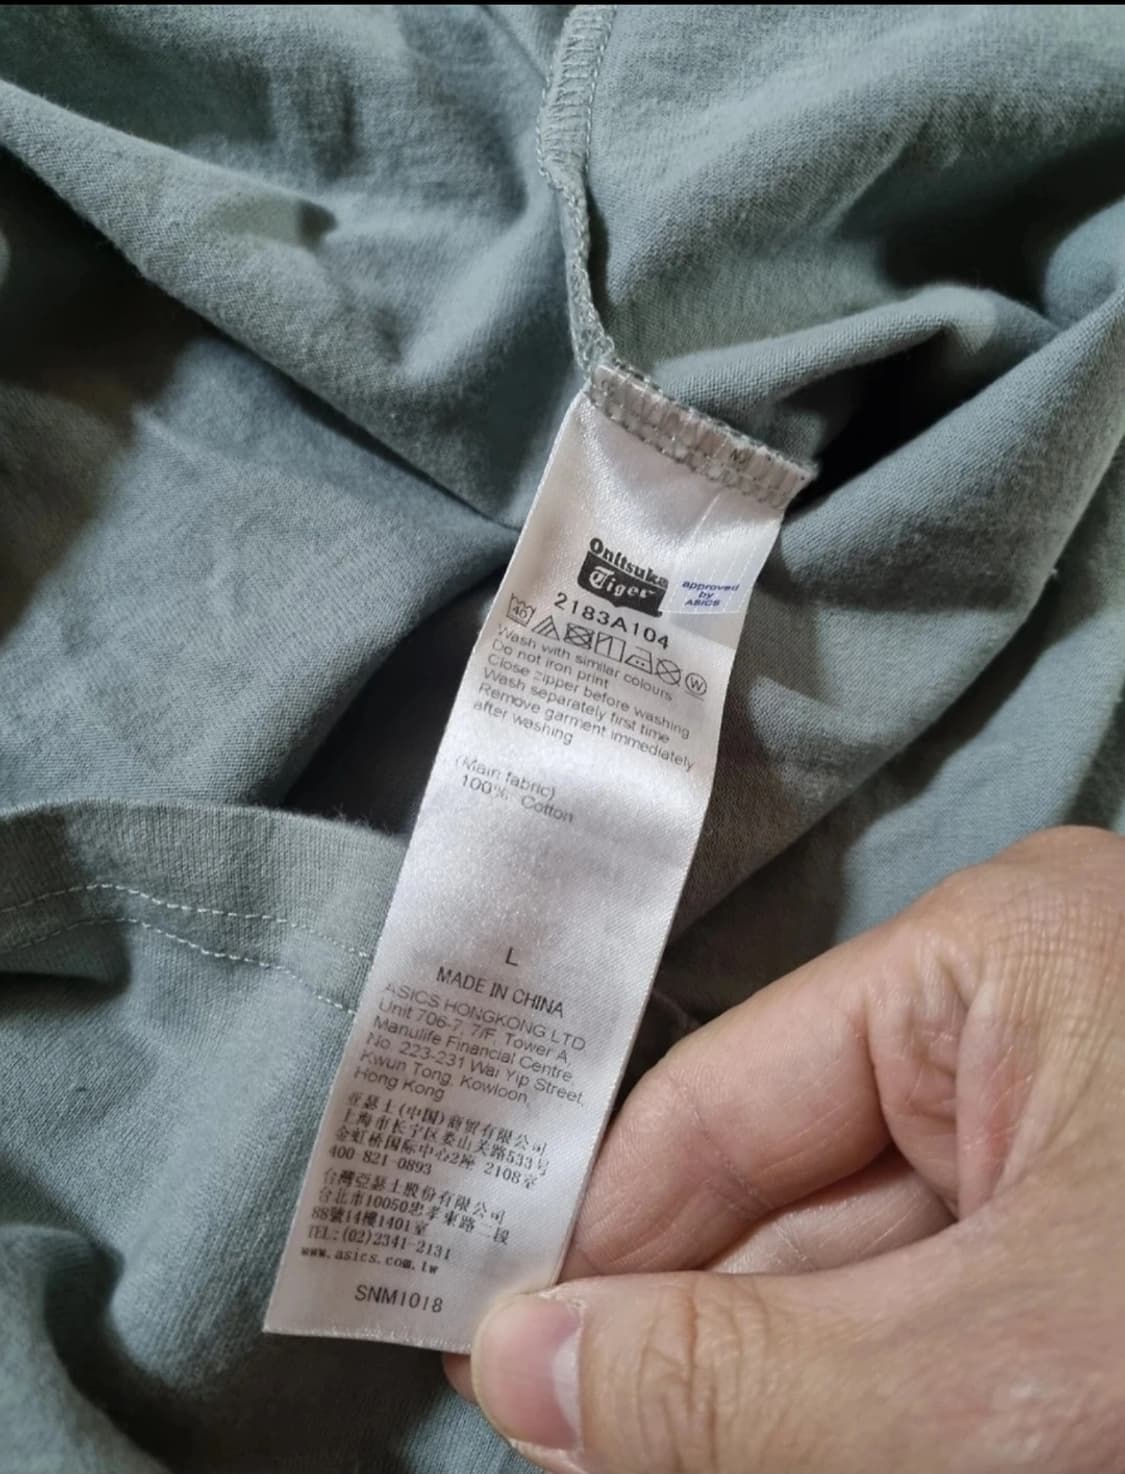 Onitsuka
Tiger
approved
by
ASICS
2183A104
40
W
Wash with similar colours
Do not iron print
Close zipper before washing
Wash separately first time
Remove garment immediately
after washing
(Main fabric)
100% Cotton
L
MADE IN CHINA
ASICS HONGKONG LTD
Unit 706-7, 7/F, Tower A,
Manulife Financial Centre
No. 223-231 Wai Yip Street,
Kwun Tong, Kowloon,
Hong Kong
亚瑟士(中国)商贸有限公司
上海市长宁区娄山关路533号
金虹桥国际中心2座 2108室
400 821 0893
台灣亞瑟士股份有限公司
台北市10050忠孝東路二段
88號14樓1401室
TEL:(02)2341-2131
www.asics.com.tw
SNM1018